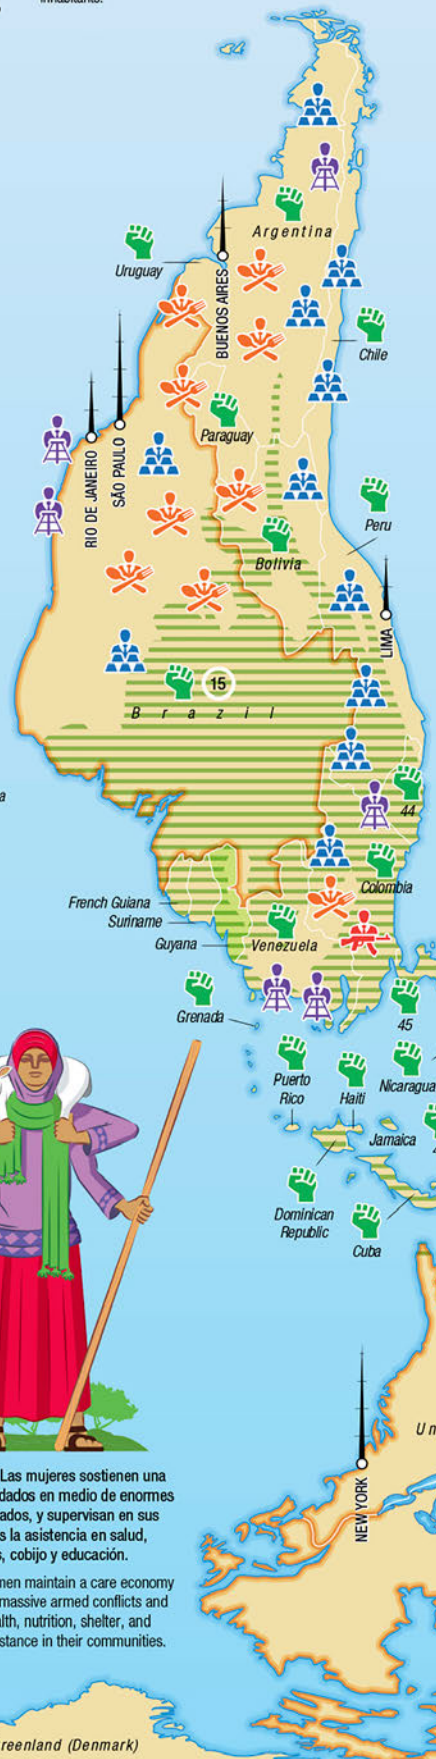 Argentina
Uruguay
BUENOS AIRES
Chile
Paraguay
RIO DE JANEIRO
SÃO PAULO
Peru
Bolivia
LIMA
15
Brazil
44
Colombia
French Guiana
Suriname
Guyana
Venezuela
Grenada
45
Puerto
Rico
Haiti
Nicaragua
Jamaica
Dominican
Republic
Cuba
NEW YORK
Las mujeres sostienen una
dados en medio de enormes
ados, y supervisan en sus
s la asistencia en salud,
s, cobijo y educación.
men maintain a care economy
massive armed conflicts and
lth, nutrition, shelter, and
stance in their communities.
reenland (Denmark)